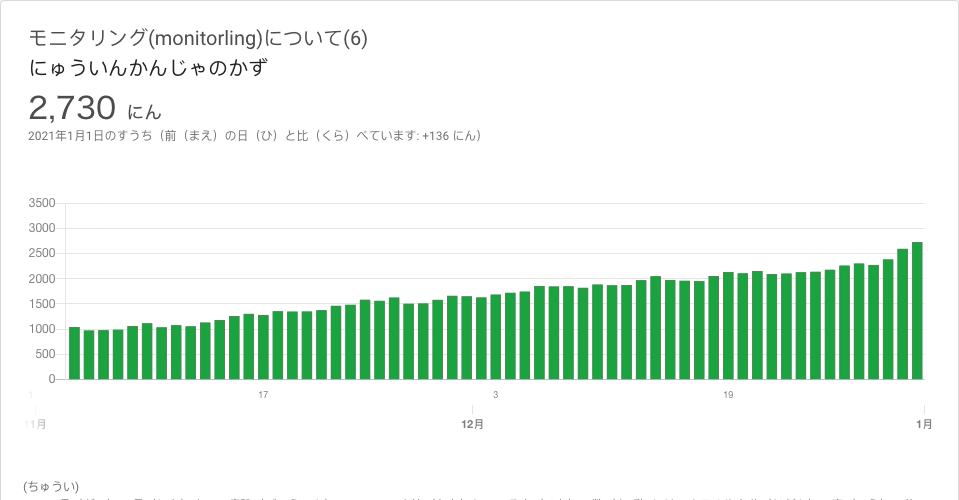 モニタリング(monitorling)について(6)
にゅういんかんじゃのかず
2,730 にん
2021年1月1日のすうち（前（まえ）の日（ひ）と比（くら）べています: +136 にん）
3500
3000
2500
2000
1500
1000
500
0
1 17 3 19
11月 12月 1月
(ちゅうい)